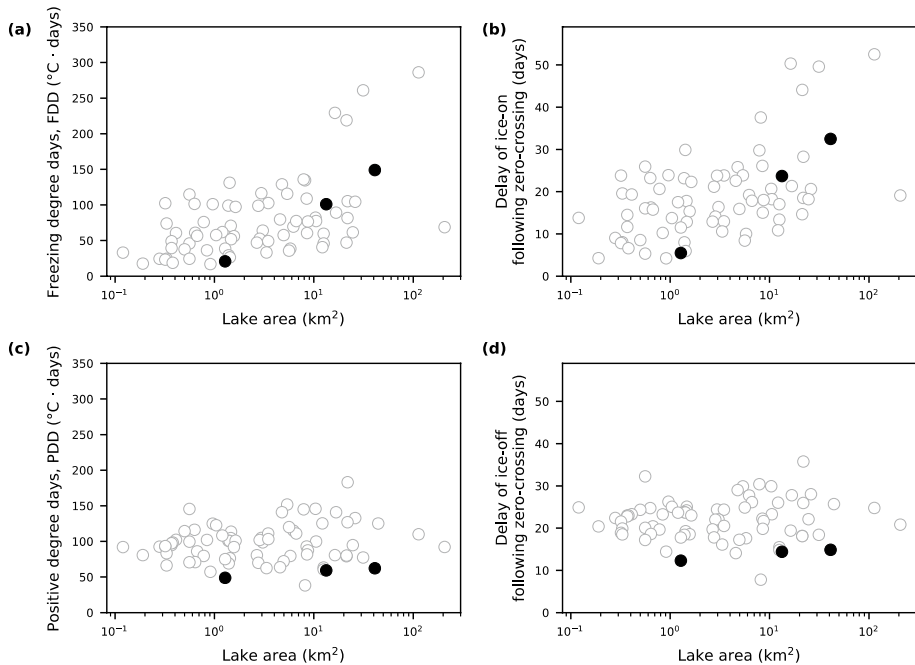 (a)
Freezing degree days, FDD (°C · days)
350
300
250
200
150
100
50
0
10⁻¹ 10⁰ 10¹ 10²
Lake area (km²)
(b)
Delay of ice-on
following zero-crossing (days)
50
40
30
20
10
0
10⁻¹ 10⁰ 10¹ 10²
Lake area (km²)
(c)
Positive degree days, PDD (°C · days)
350
300
250
200
150
100
50
0
10⁻¹ 10⁰ 10¹ 10²
Lake area (km²)
(d)
Delay of ice-off
following zero-crossing (days)
50
40
30
20
10
0
10⁻¹ 10⁰ 10¹ 10²
Lake area (km²)